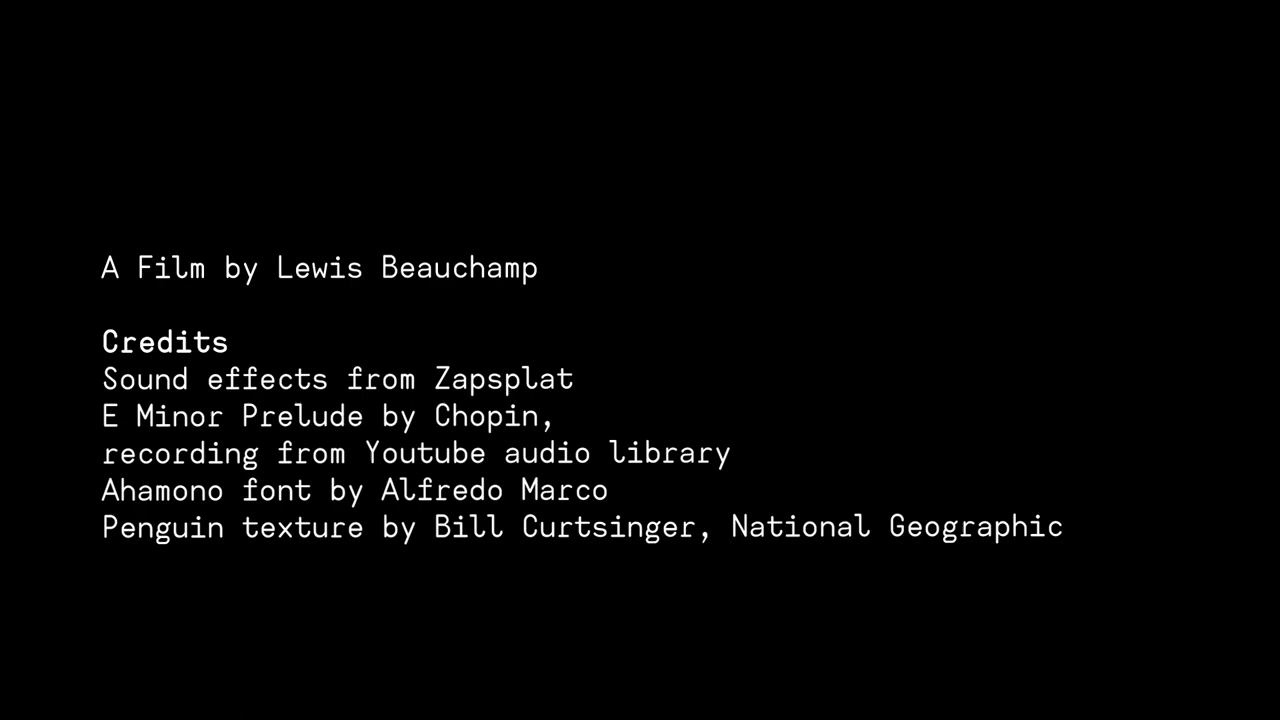 A Film by Lewis Beauchamp
Credits
Sound effects from Zapsplat
E Minor Prelude by Chopin,
recording from Youtube audio library
Ahamono font by Alfredo Marco
Penguin texture by Bill Curtsinger, National Geographic